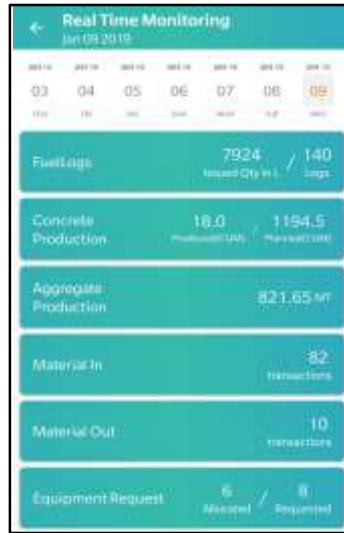 Real Time Monitoring
Jan 09 2019
03 04 05 06 07 08 09
FuelLogs
7924 / 140
Issued Qty in L Logs
Concrete
Production
18.0 / 1194.5
Aggregate
Production
821.65 MT
Material In
82
transactions
Material Out
10
transactions
Equipment Request
6 / 8
Allocated Requested